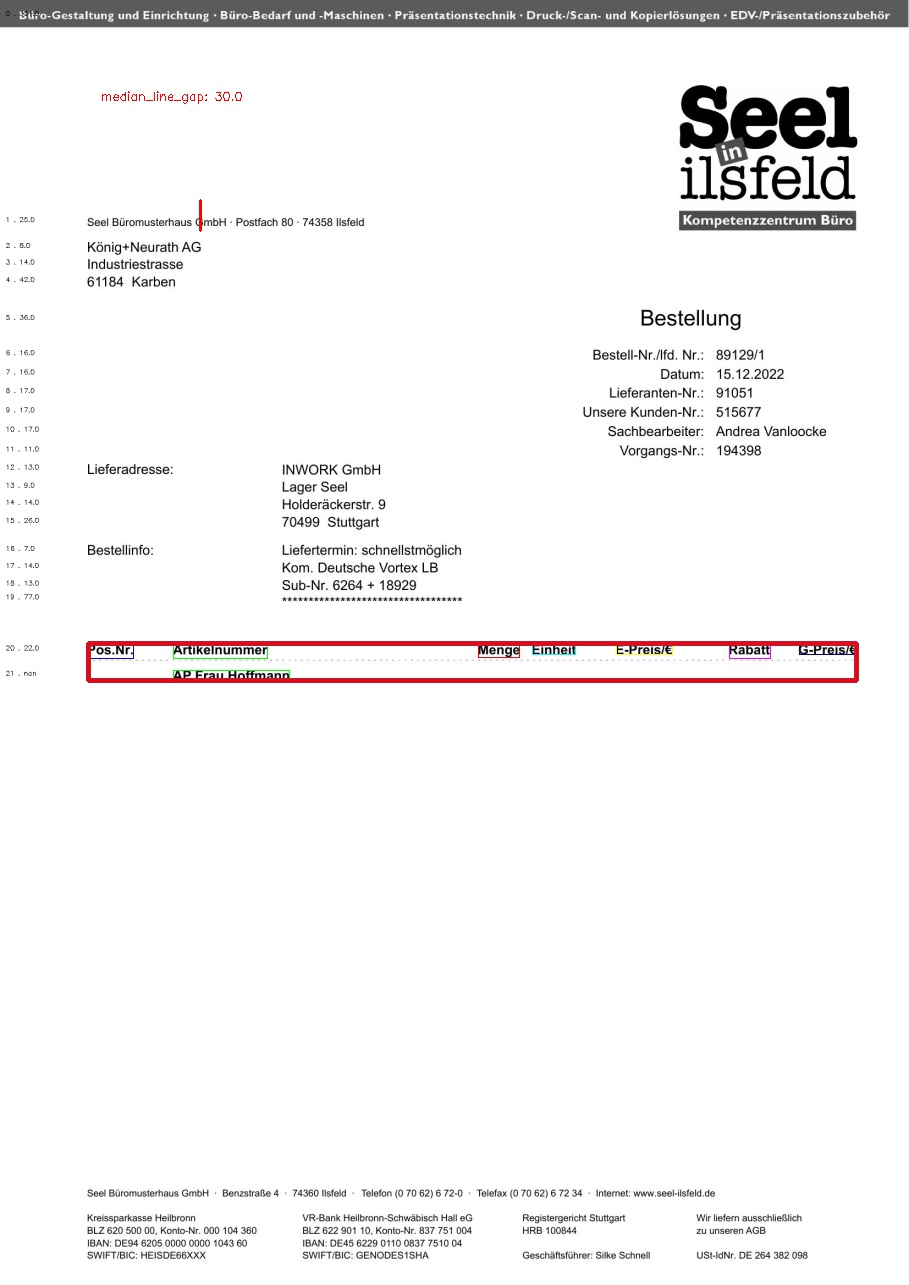 Büro-Gestaltung und Einrichtung · Büro-Bedarf und -Maschinen · Präsentationstechnik · Druck-/Scan- und Kopierlösungen · EDV-/Präsentationszubehör
median_line_gap: 30.0
Seel
in
ilsfeld
Kompetenzzentrum Büro
1 . 25.0 Seel Büromusterhaus GmbH · Postfach 80 · 74358 Ilsfeld
2 . 8.0 König+Neurath AG
3 . 14.0 Industriestrasse
4 . 42.0 61184 Karben
5 . 36.0 Bestellung
6 . 16.0 Bestell-Nr./lfd. Nr.: 89129/1
7 . 16.0 Datum: 15.12.2022
8 . 17.0 Lieferanten-Nr.: 91051
9 . 17.0 Unsere Kunden-Nr.: 515677
10 . 17.0 Sachbearbeiter: Andrea Vanloocke
11 . 11.0 Vorgangs-Nr.: 194398
12 . 13.0 Lieferadresse: INWORK GmbH
13 . 9.0 Lager Seel
14 . 14.0 Holderäckerstr. 9
15 . 26.0 70499 Stuttgart
16 . 7.0 Bestellinfo: Liefertermin: schnellstmöglich
17 . 14.0 Kom. Deutsche Vortex LB
18 . 13.0 Sub-Nr. 6264 + 18929
19 . 77.0 **********************************
20 . 22.0 Pos.Nr. Artikelnummer Menge Einheit E-Preis/€ Rabatt G-Preis/€
21 . nan AP Frau Hoffmann
Seel Büromusterhaus GmbH · Benzstraße 4 · 74360 Ilsfeld · Telefon (0 70 62) 6 72-0 · Telefax (0 70 62) 6 72 34 · Internet: www.seel-ilsfeld.de
Kreissparkasse Heilbronn
BLZ 620 500 00, Konto-Nr. 000 104 360
IBAN: DE94 6205 0000 0000 1043 60
SWIFT/BIC: HEISDE66XXX
VR-Bank Heilbronn-Schwäbisch Hall eG
BLZ 622 901 10, Konto-Nr. 837 751 004
IBAN: DE45 6229 0110 0837 7510 04
SWIFT/BIC: GENODES1SHA
Registergericht Stuttgart
HRB 100844
Geschäftsführer: Silke Schnell
Wir liefern ausschließlich
zu unseren AGB
USt-IdNr. DE 264 382 098